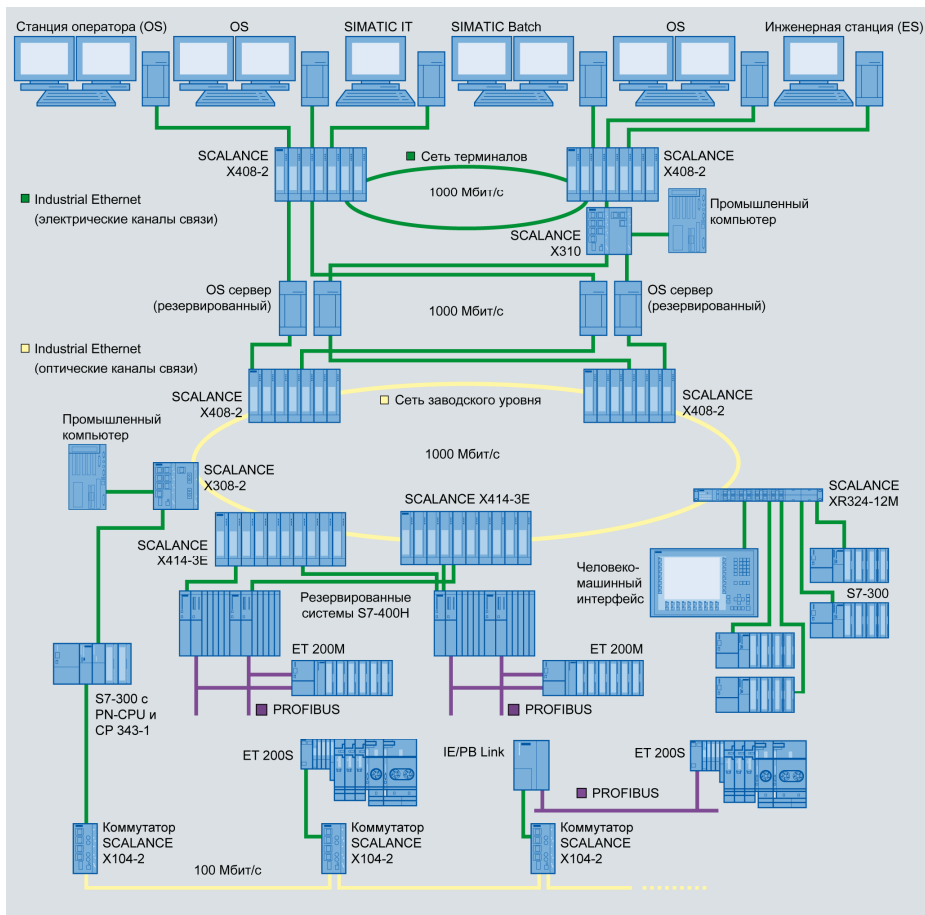 Станция оператора (OS)
OS
SIMATIC IT
SIMATIC Batch
OS
Инженерная станция (ES)
SCALANCE
X408-2
Сеть терминалов
SCALANCE
X408-2
1000 Мбит/с
Industrial Ethernet
(электрические каналы связи)
Промышленный
компьютер
SCALANCE
X310
OS сервер
(резервированный)
1000 Мбит/с
OS сервер
(резервированный)
Industrial Ethernet
(оптические каналы связи)
SCALANCE
X408-2
Сеть заводского уровня
SCALANCE
X408-2
Промышленный
компьютер
1000 Мбит/с
SCALANCE
X308-2
SCALANCE X414-3E
SCALANCE
XR324-12M
SCALANCE
X414-3E
Человеко-
машинный
интерфейс
Резервированные
системы S7-400H
S7-300
ET 200M
ET 200M
S7-300 с
PN-CPU и
CP 343-1
PROFIBUS
PROFIBUS
ET 200S
IE/PB Link
ET 200S
PROFIBUS
Коммутатор
SCALANCE
X104-2
Коммутатор
SCALANCE
X104-2
Коммутатор
SCALANCE
X104-2
100 Мбит/с